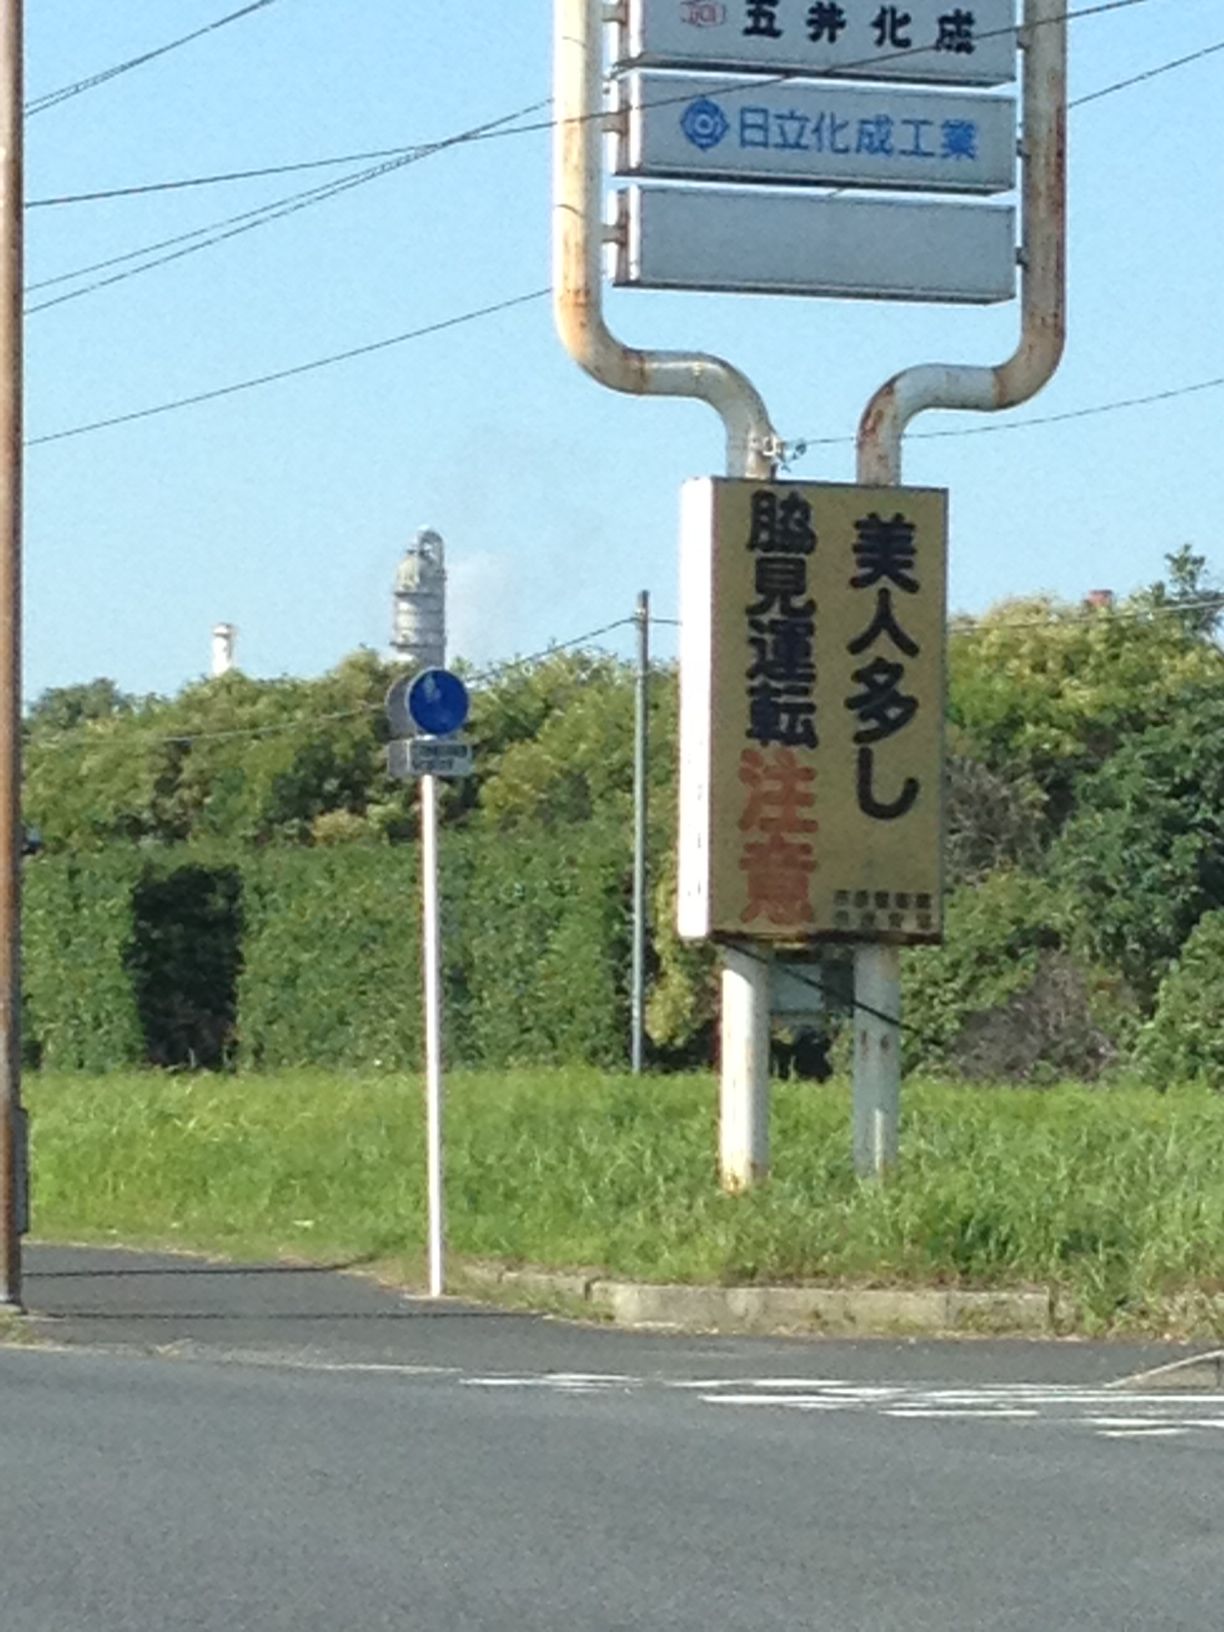 五井化成
日立化成工業
美人多し
脇見運転注意